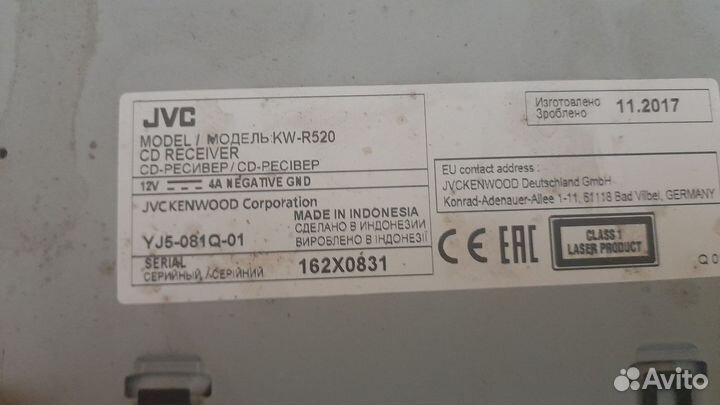 JVC
MODEL / МОДЕЛЬ:KW-R520
CD RECEIVER
CD-РЕСИВЕР / CD-РЕСІВЕР
12V 4A NEGATIVE GND
JVCKENWOOD Corporation
MADE IN INDONESIA
СДЕЛАНО В ИНДОНЕЗИИ
ВИРОБЛЕНО В ІНДОНЕЗІЇ
YJ5-081Q-01
SERIAL
СЕРИЙНЫЙ / СЕРІЙНИЙ
162X0831
Изготовлено
Зроблено
11.2017
EU contact address :
JVCKENWOOD Deutschland GmbH
Konrad-Adenauer-Allee 1-11, 61118 Bad Vilbel, GERMANY
CE EAC
CLASS 1
LASER PRODUCT
Q 0
Avito